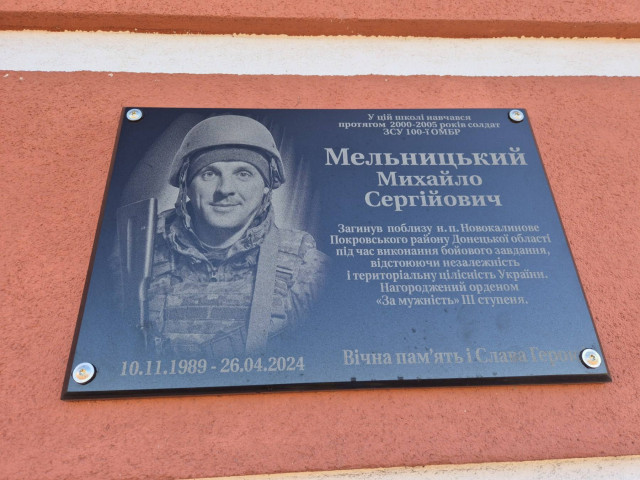 У цій школі навчався
протягом 2000-2005 років солдат
ЗСУ 100-ї ОМБР
Мельницький
Михайло
Сергійович
Загинув поблизу н.п. Новокалинове
Покровського району Донецької області
під час виконання бойового завдання,
відстоюючи незалежність
і територіальну цілісність України.
Нагороджений орденом
«За мужність» III ступеня.
10.11.1989 - 26.04.2024
Вічна пам'ять і Слава